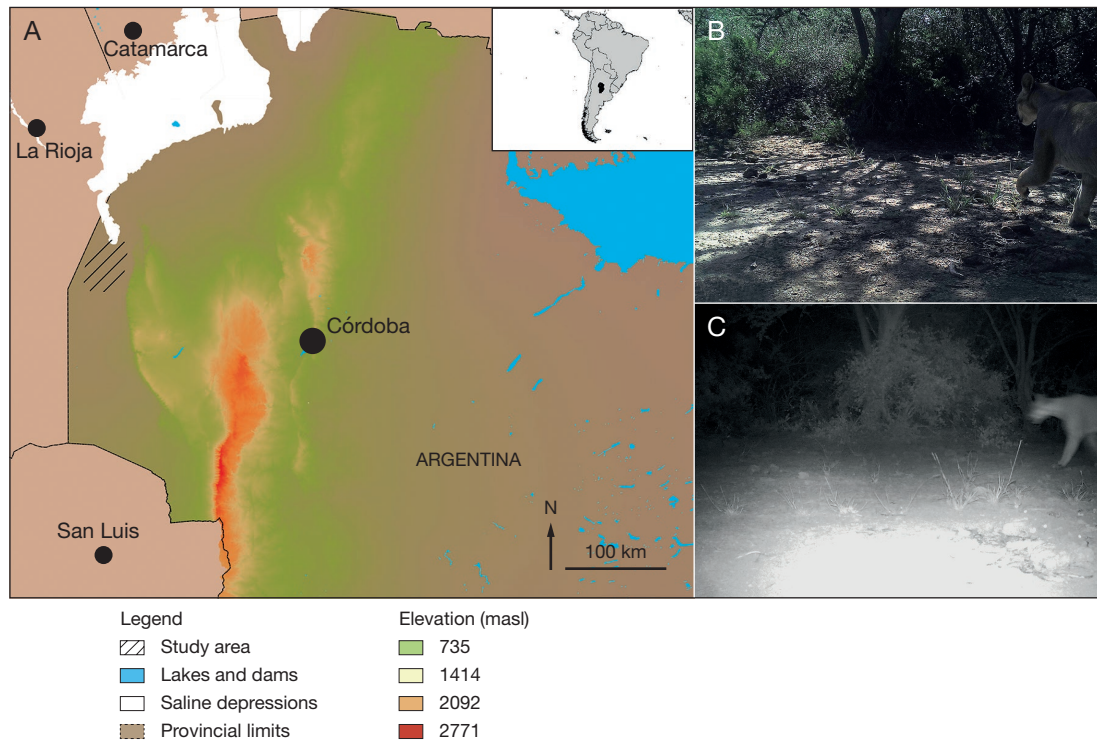 A
Catamarca
La Rioja
Córdoba
ARGENTINA
San Luis
N
100 km
B
C
Legend
Study area
Lakes and dams
Saline depressions
Provincial limits
Elevation (masl)
735
1414
2092
2771